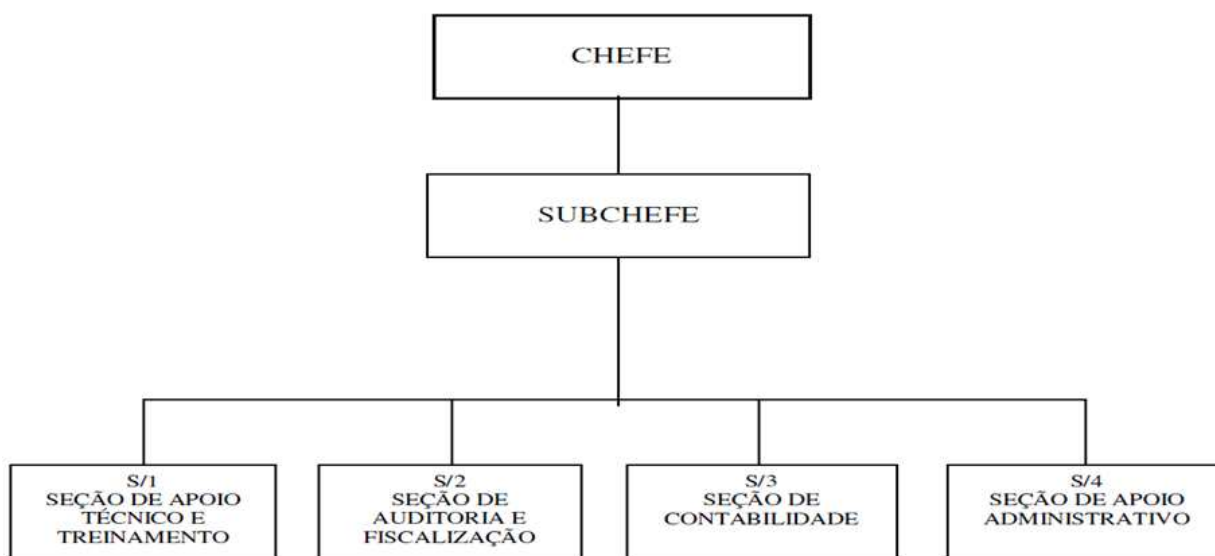 CHEFE
SUBCHEFE
S/1
SEÇÃO DE APOIO
TÉCNICO E
TREINAMENTO
S/2
SEÇÃO DE
AUDITORIA E
FISCALIZAÇÃO
S/3
SEÇÃO DE
CONTABILIDADE
S/4
SEÇÃO DE APOIO
ADMINISTRATIVO